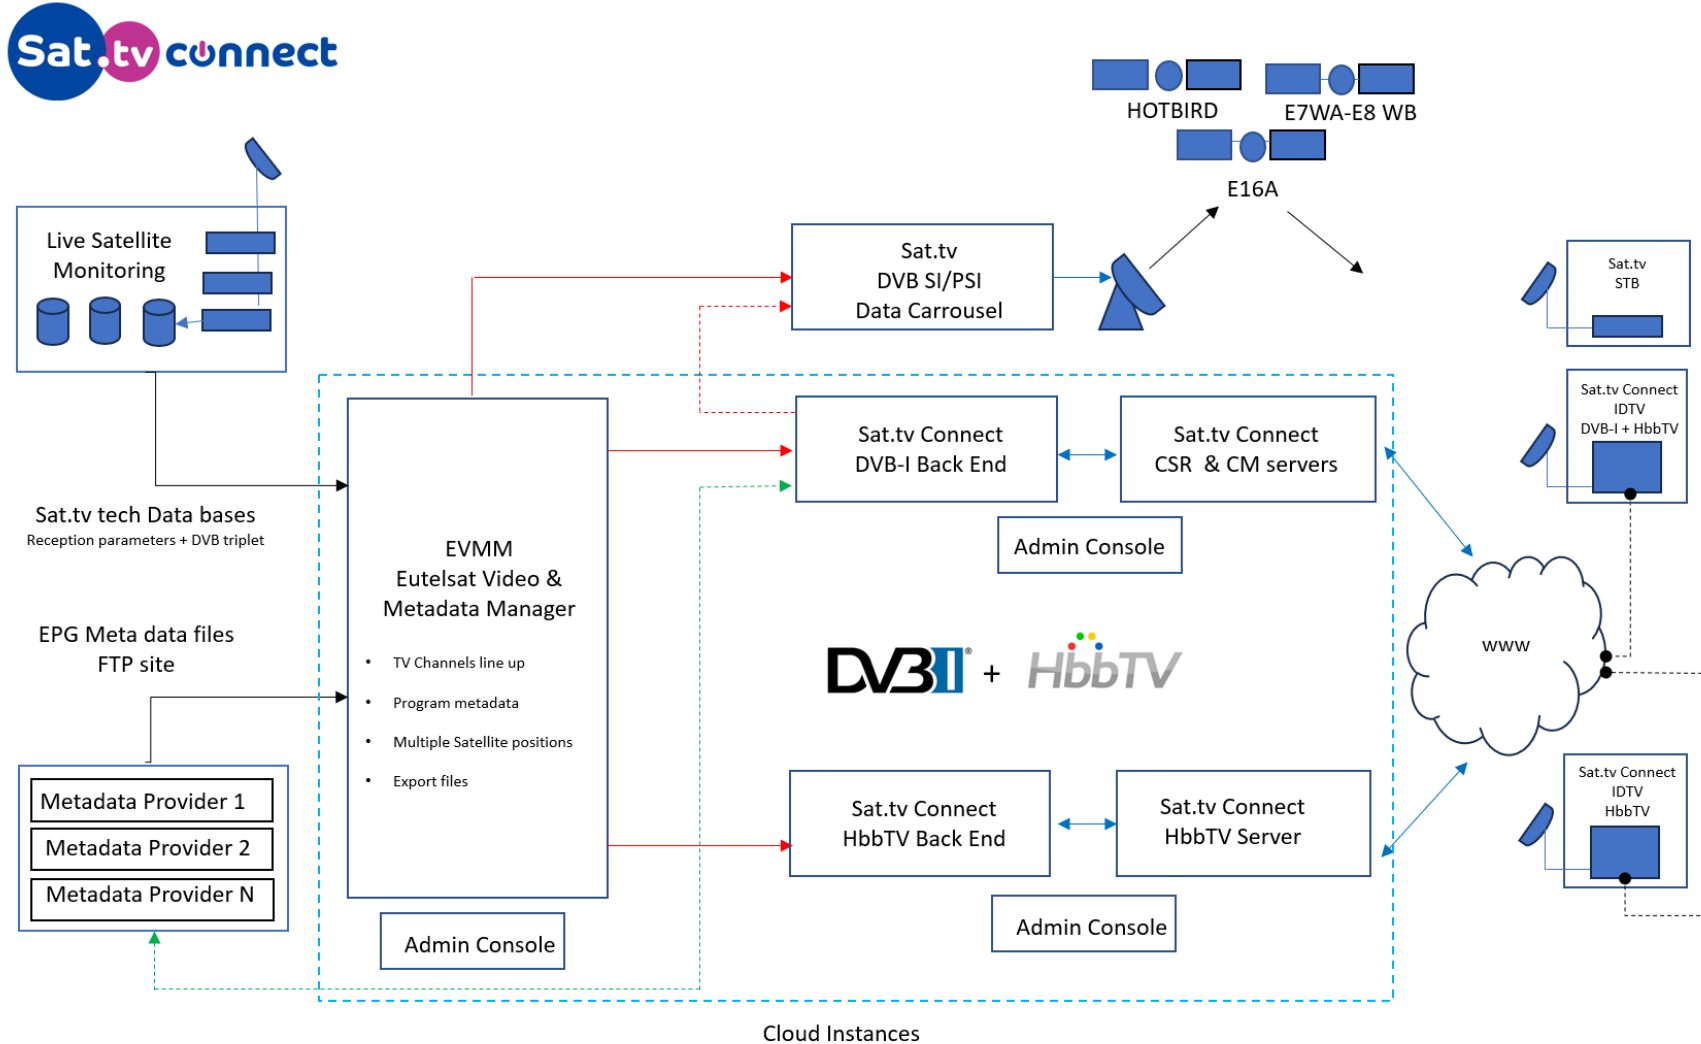 Sat.tv connect
HOTBIRD
E7WA-E8 WB
E16A
Live Satellite
Monitoring
Sat.tv
DVB SI/PSI
Data Carrousel
Sat.tv
STB
Sat.tv Connect
IDTV
DVB-I + HbbTV
Sat.tv Connect
DVB-I Back End
Sat.tv Connect
CSR & CM servers
Admin Console
Sat.tv tech Data bases
Reception parameters + DVB triplet
EVMM
Eutelsat Video &
Metadata Manager
• TV Channels line up
• Program metadata
• Multiple Satellite positions
• Export files
EPG Meta data files
FTP site
DVB I® + HbbTV
www
Metadata Provider 1
Metadata Provider 2
Metadata Provider N
Sat.tv Connect
HbbTV Back End
Sat.tv Connect
HbbTV Server
Sat.tv Connect
IDTV
HbbTV
Admin Console
Admin Console
Cloud Instances